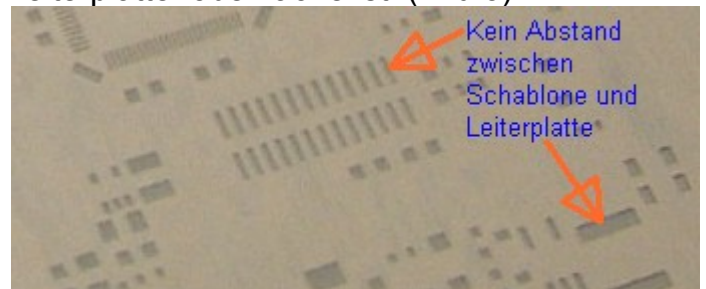 Kein Abstand
zwischen
Schablone und
Leiterplatte